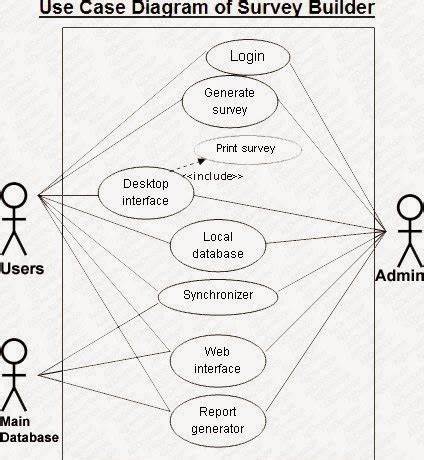 Use Case Diagram of Survey Builder
Login
Generate
survey
Print survey
<<include>>
Desktop
interface
Users
Local
database
Admin
Synchronizer
Web
interface
Main
Database
Report
generator